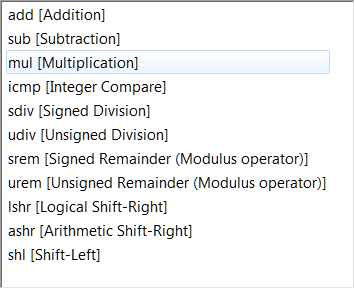 add [Addition]
sub [Subtraction]
mul [Multiplication]
icmp [Integer Compare]
sdiv [Signed Division]
udiv [Unsigned Division]
srem [Signed Remainder (Modulus operator)]
urem [Unsigned Remainder (Modulus operator)]
lshr [Logical Shift-Right]
ashr [Arithmetic Shift-Right]
shl [Shift-Left]